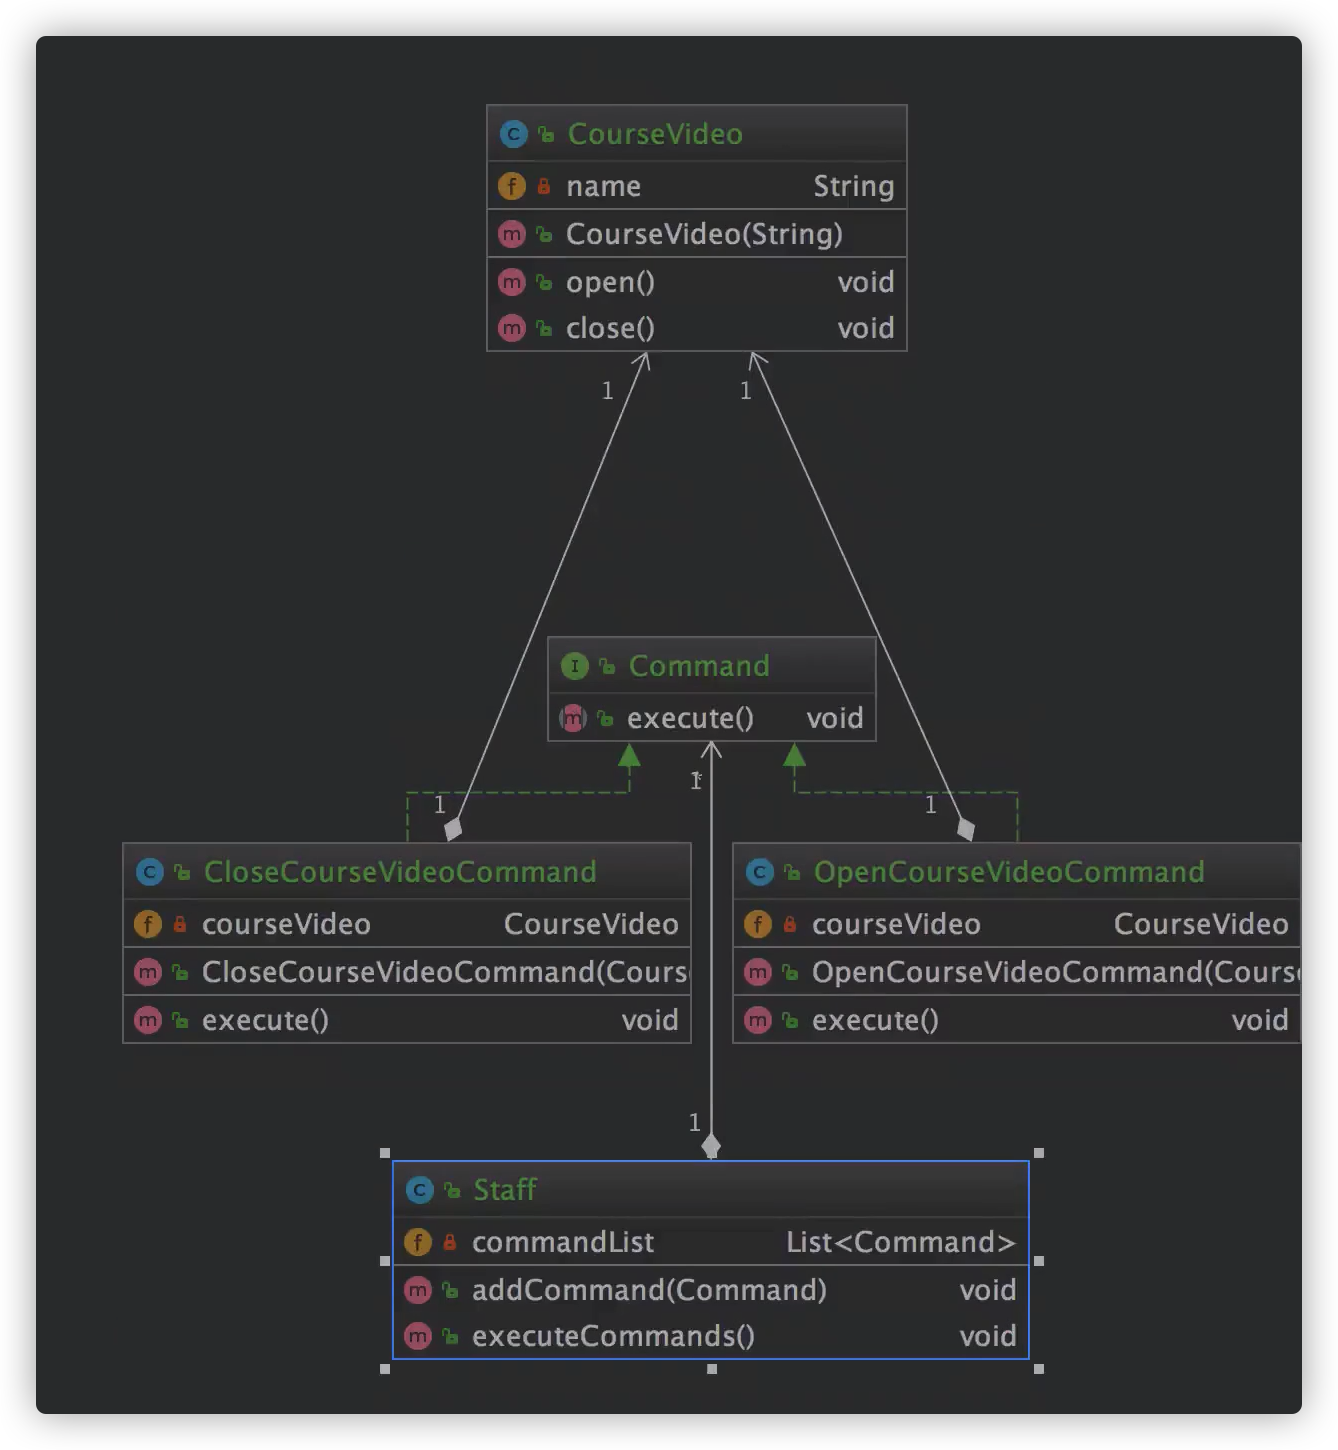 CourseVideo
name String
CourseVideo(String)
open() void
close() void
1 1
Command
execute() void
1 1
CloseCourseVideoCommand
courseVideo CourseVideo
CloseCourseVideoCommand(Cours
execute() void
OpenCourseVideoCommand
courseVideo CourseVideo
OpenCourseVideoCommand(Course
execute() void
1
Staff
commandList List<Command>
addCommand(Command) void
executeCommands() void